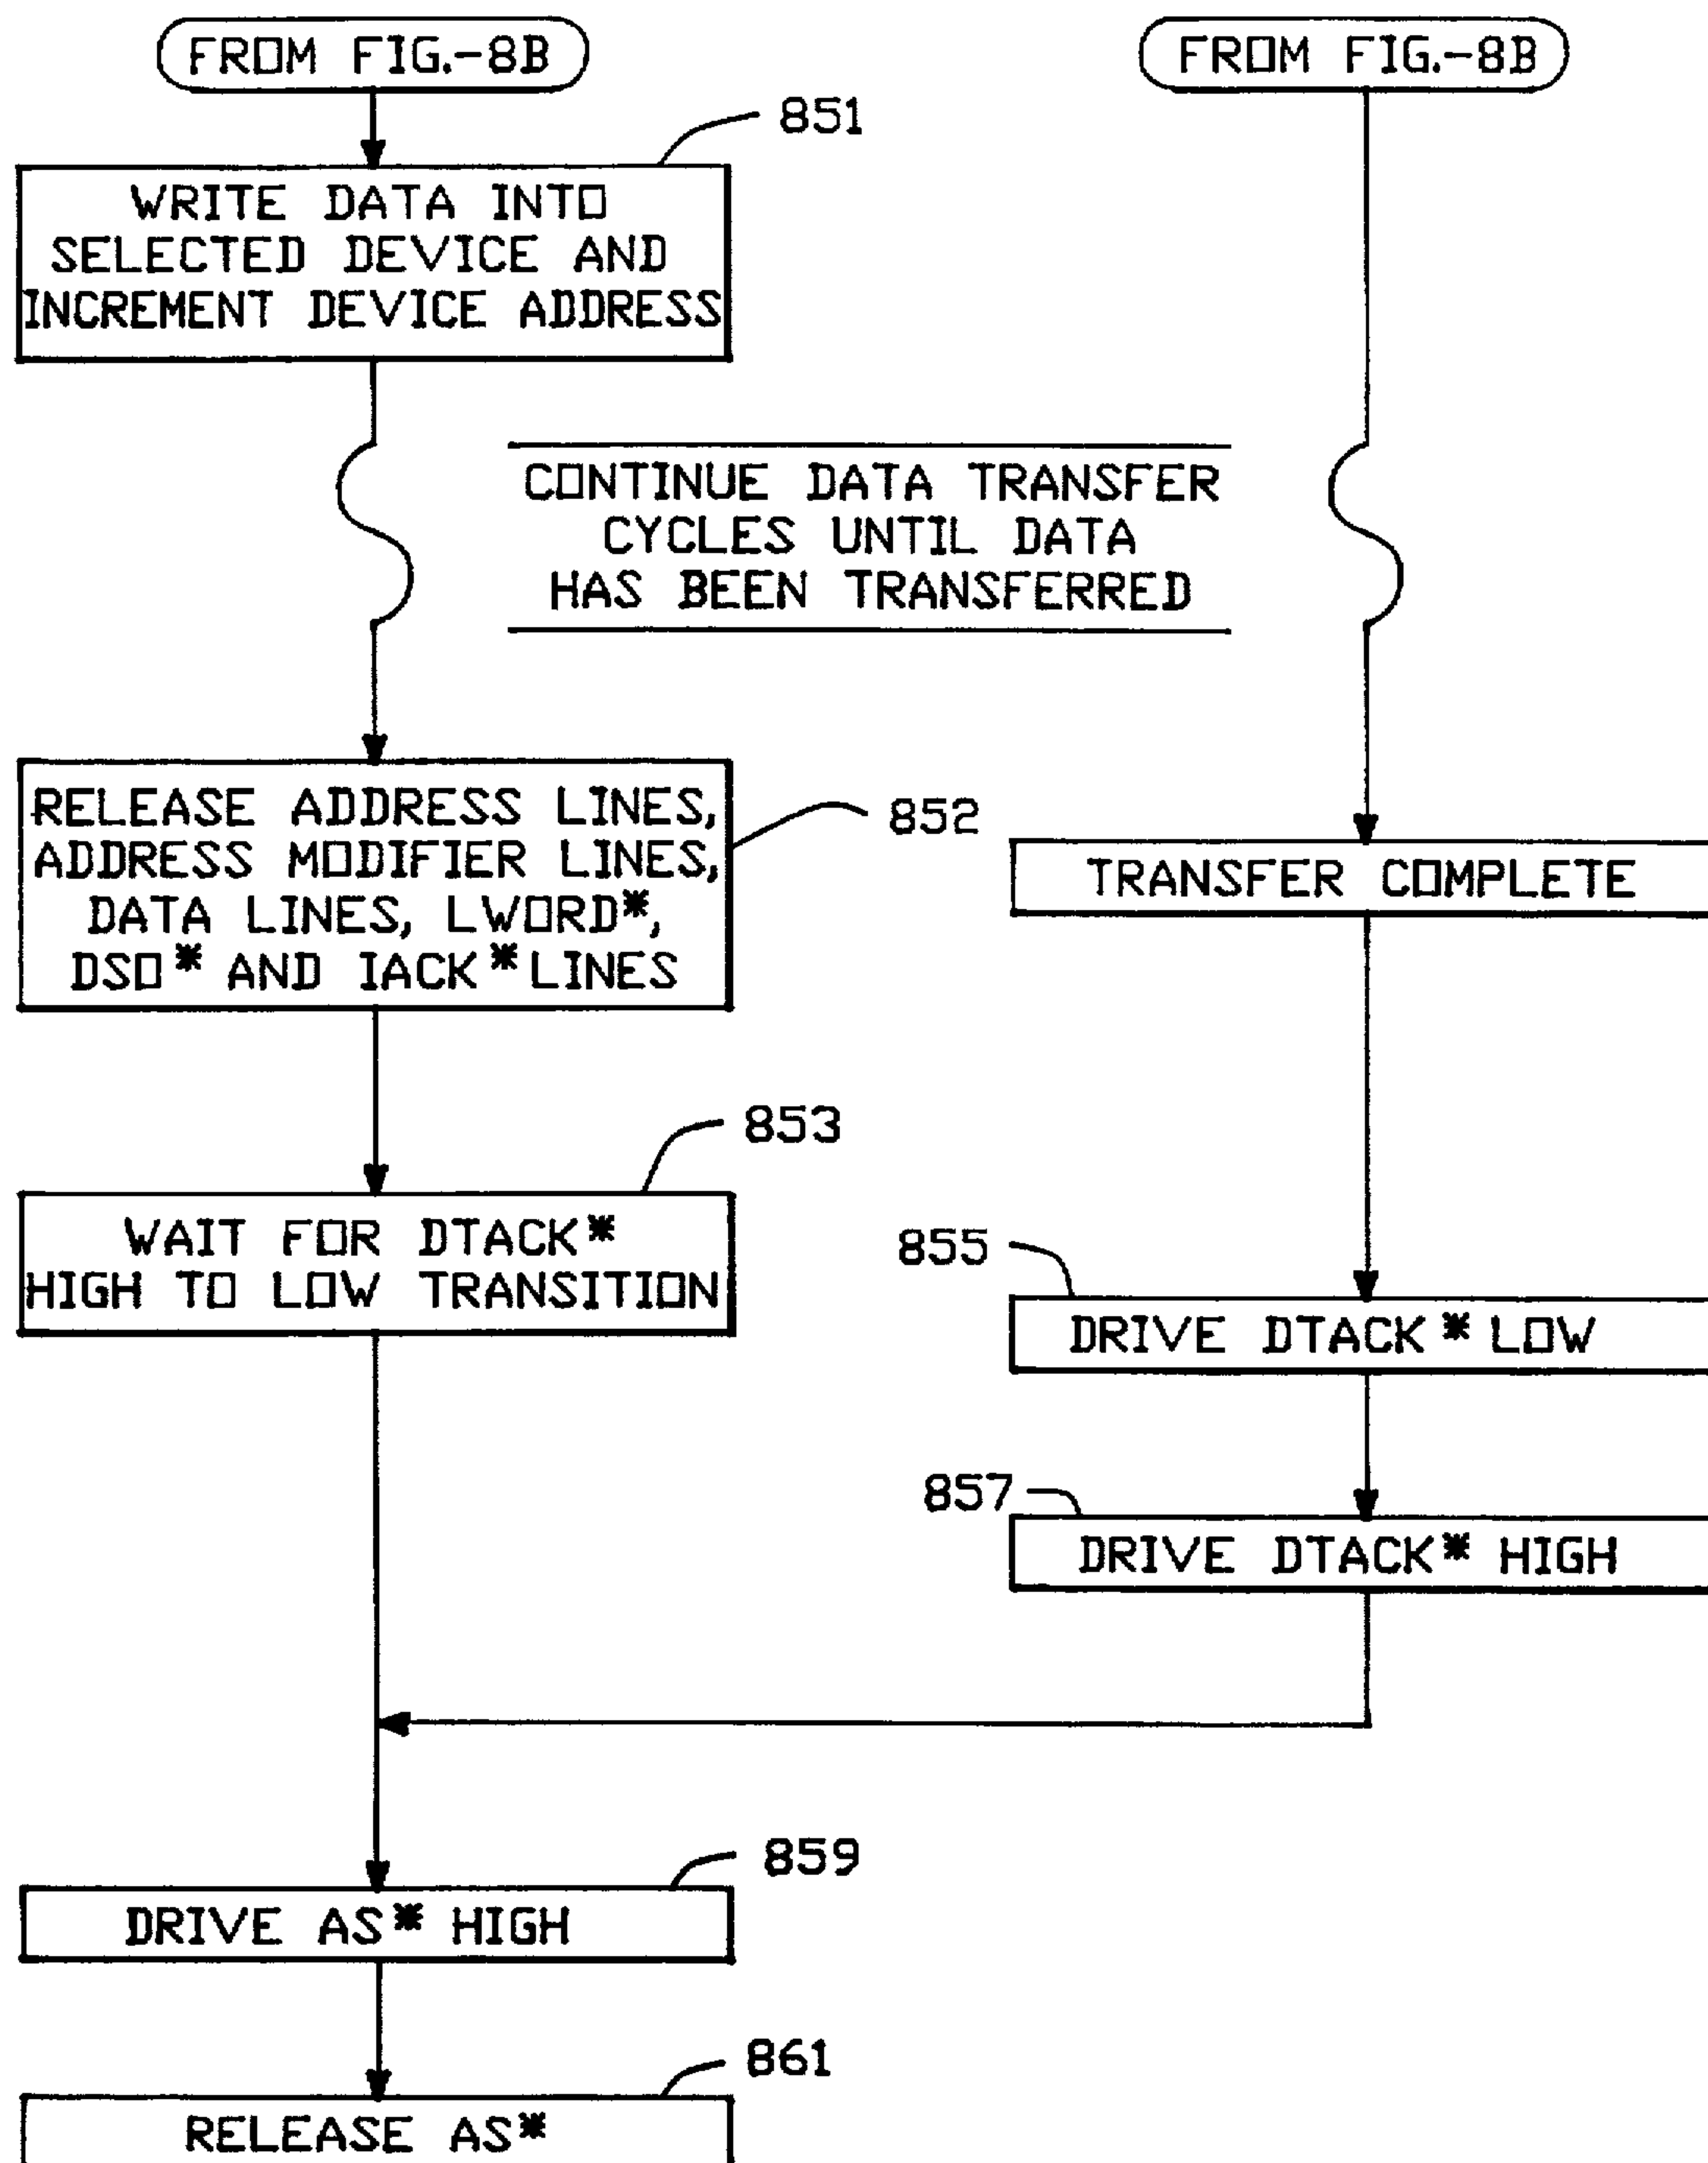 FROM FIG.-8B
FROM FIG.-8B
851
WRITE DATA INTO
SELECTED DEVICE AND
INCREMENT DEVICE ADDRESS
CONTINUE DATA TRANSFER
CYCLES UNTIL DATA
HAS BEEN TRANSFERRED
RELEASE ADDRESS LINES,
ADDRESS MODIFIER LINES,
DATA LINES, LWORD*,
DSO* AND IACK* LINES
852
TRANSFER COMPLETE
853
WAIT FOR DTACK*
HIGH TO LOW TRANSITION
855
DRIVE DTACK* LOW
857
DRIVE DTACK* HIGH
859
DRIVE AS* HIGH
861
RELEASE AS*